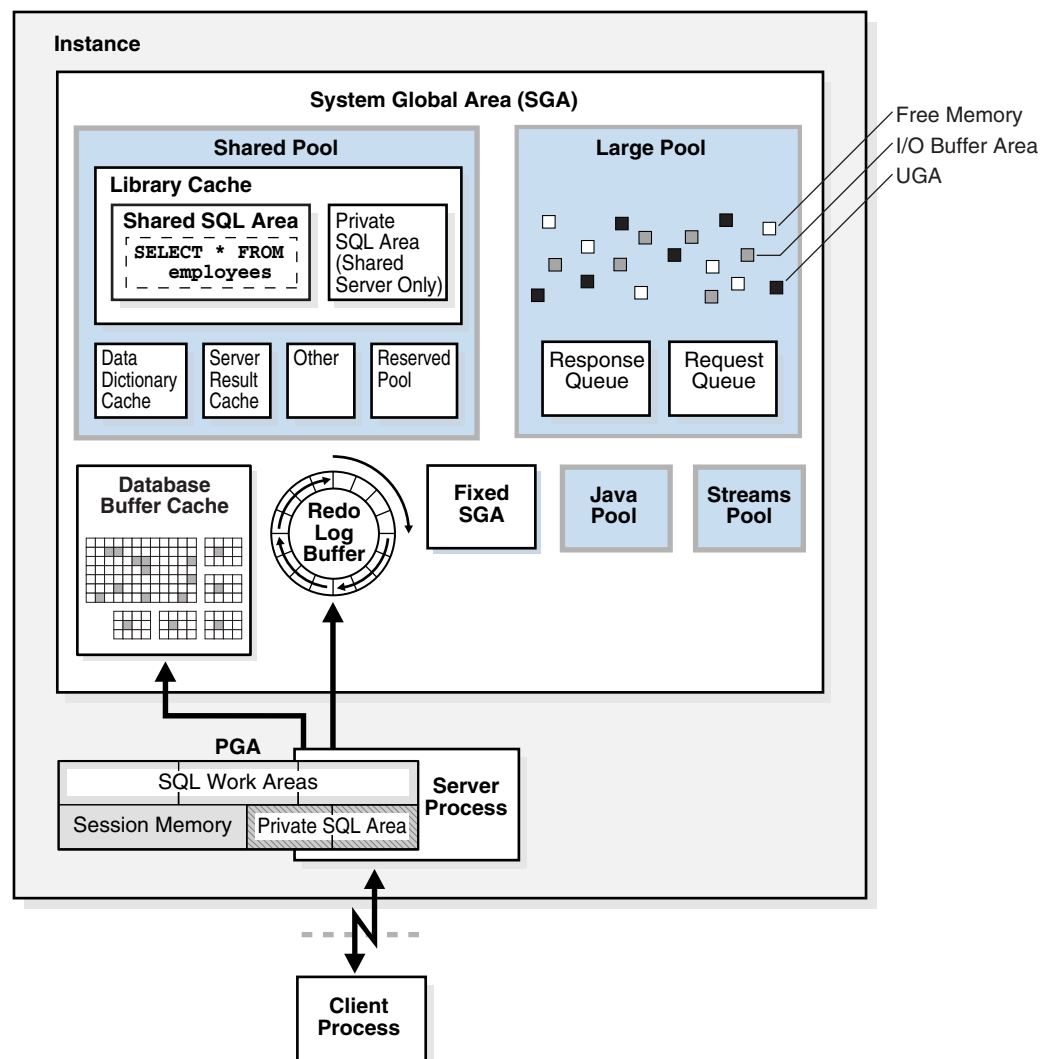 Instance
System Global Area (SGA)
Shared Pool
Library Cache
Shared SQL Area
SELECT * FROM
employees
Private
SQL Area
(Shared
Server Only)
Data
Dictionary
Cache
Server
Result
Cache
Other
Reserved
Pool
Large Pool
Free Memory
I/O Buffer Area
UGA
Response
Queue
Request
Queue
Database
Buffer Cache
Redo
Log
Buffer
Fixed
SGA
Java
Pool
Streams
Pool
PGA
SQL Work Areas
Session Memory
Private SQL Area
Server
Process
Client
Process